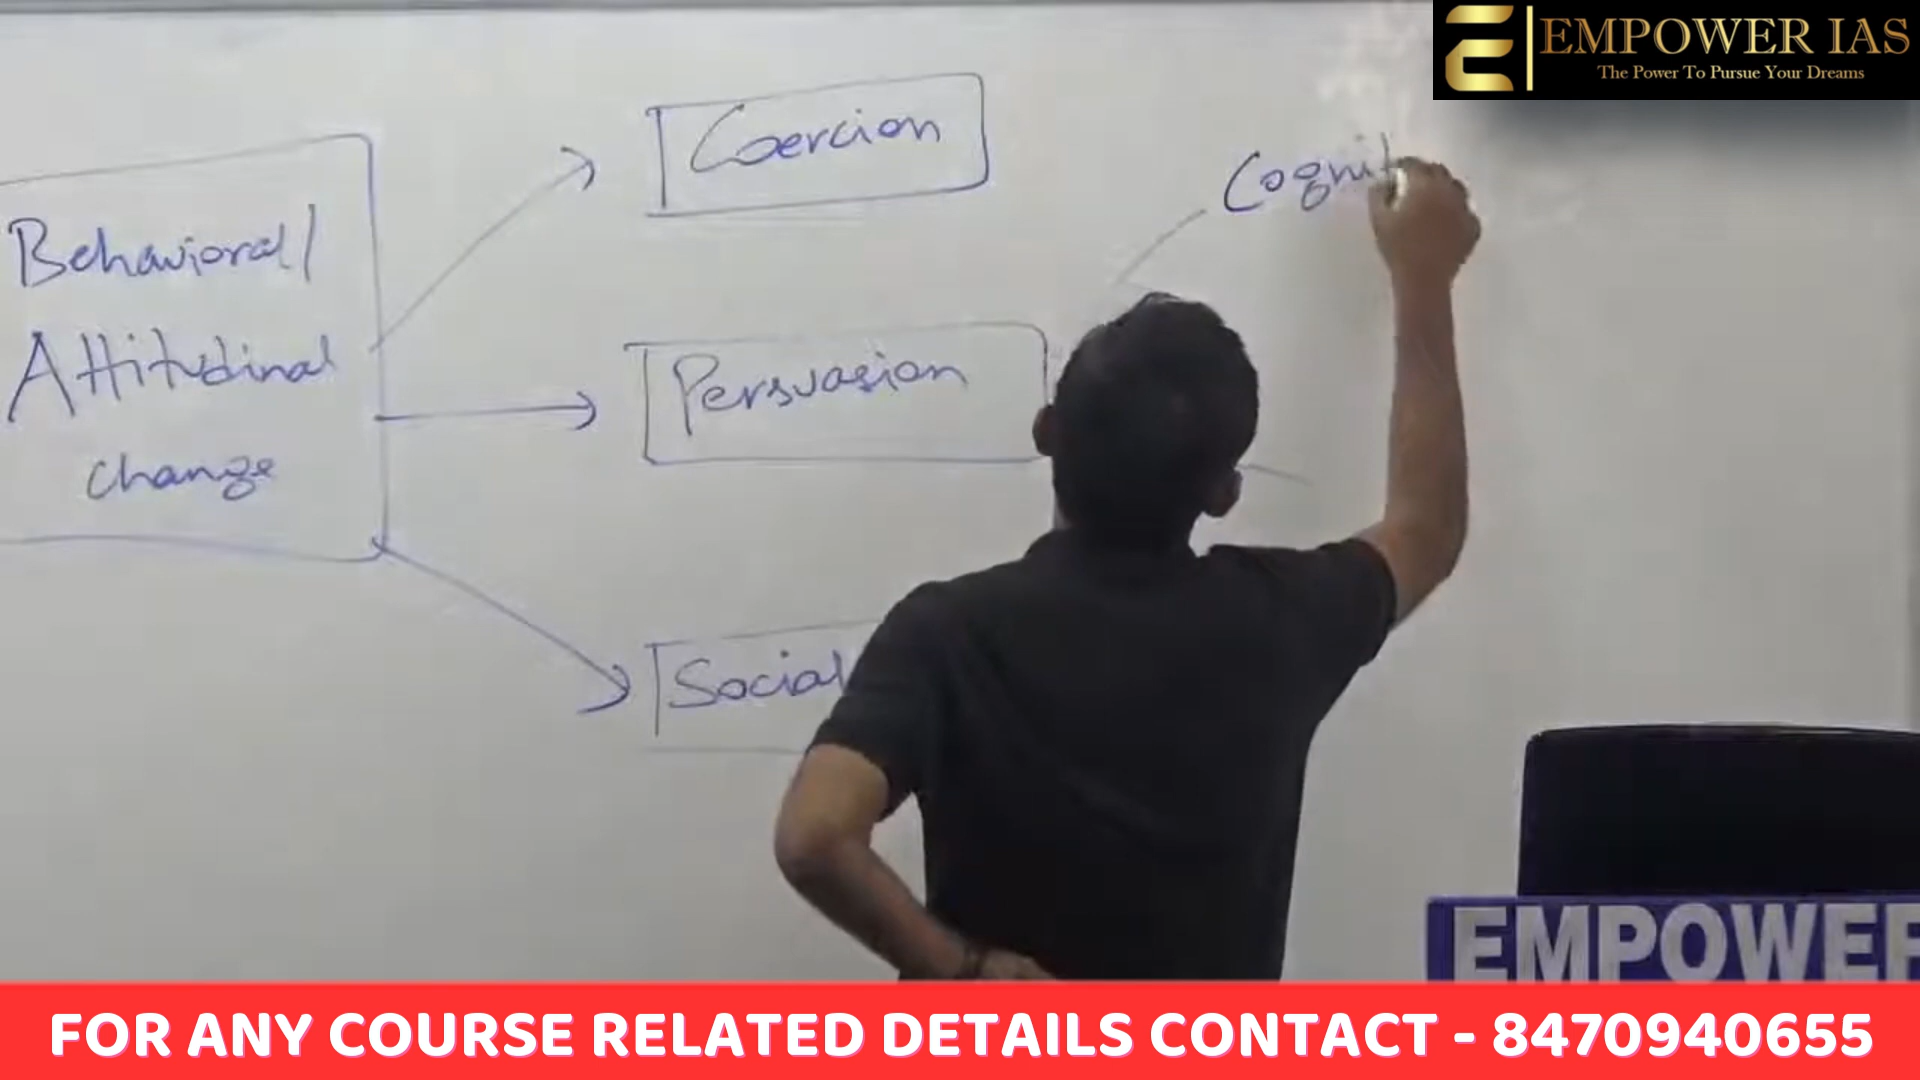 EMPOWER IAS
The Power To Pursue Your Dreams
Behavioral/
Attitudinal
change
Coercion
Persuasion
Social
Cognit
EMPOWER
FOR ANY COURSE RELATED DETAILS CONTACT - 8470940655